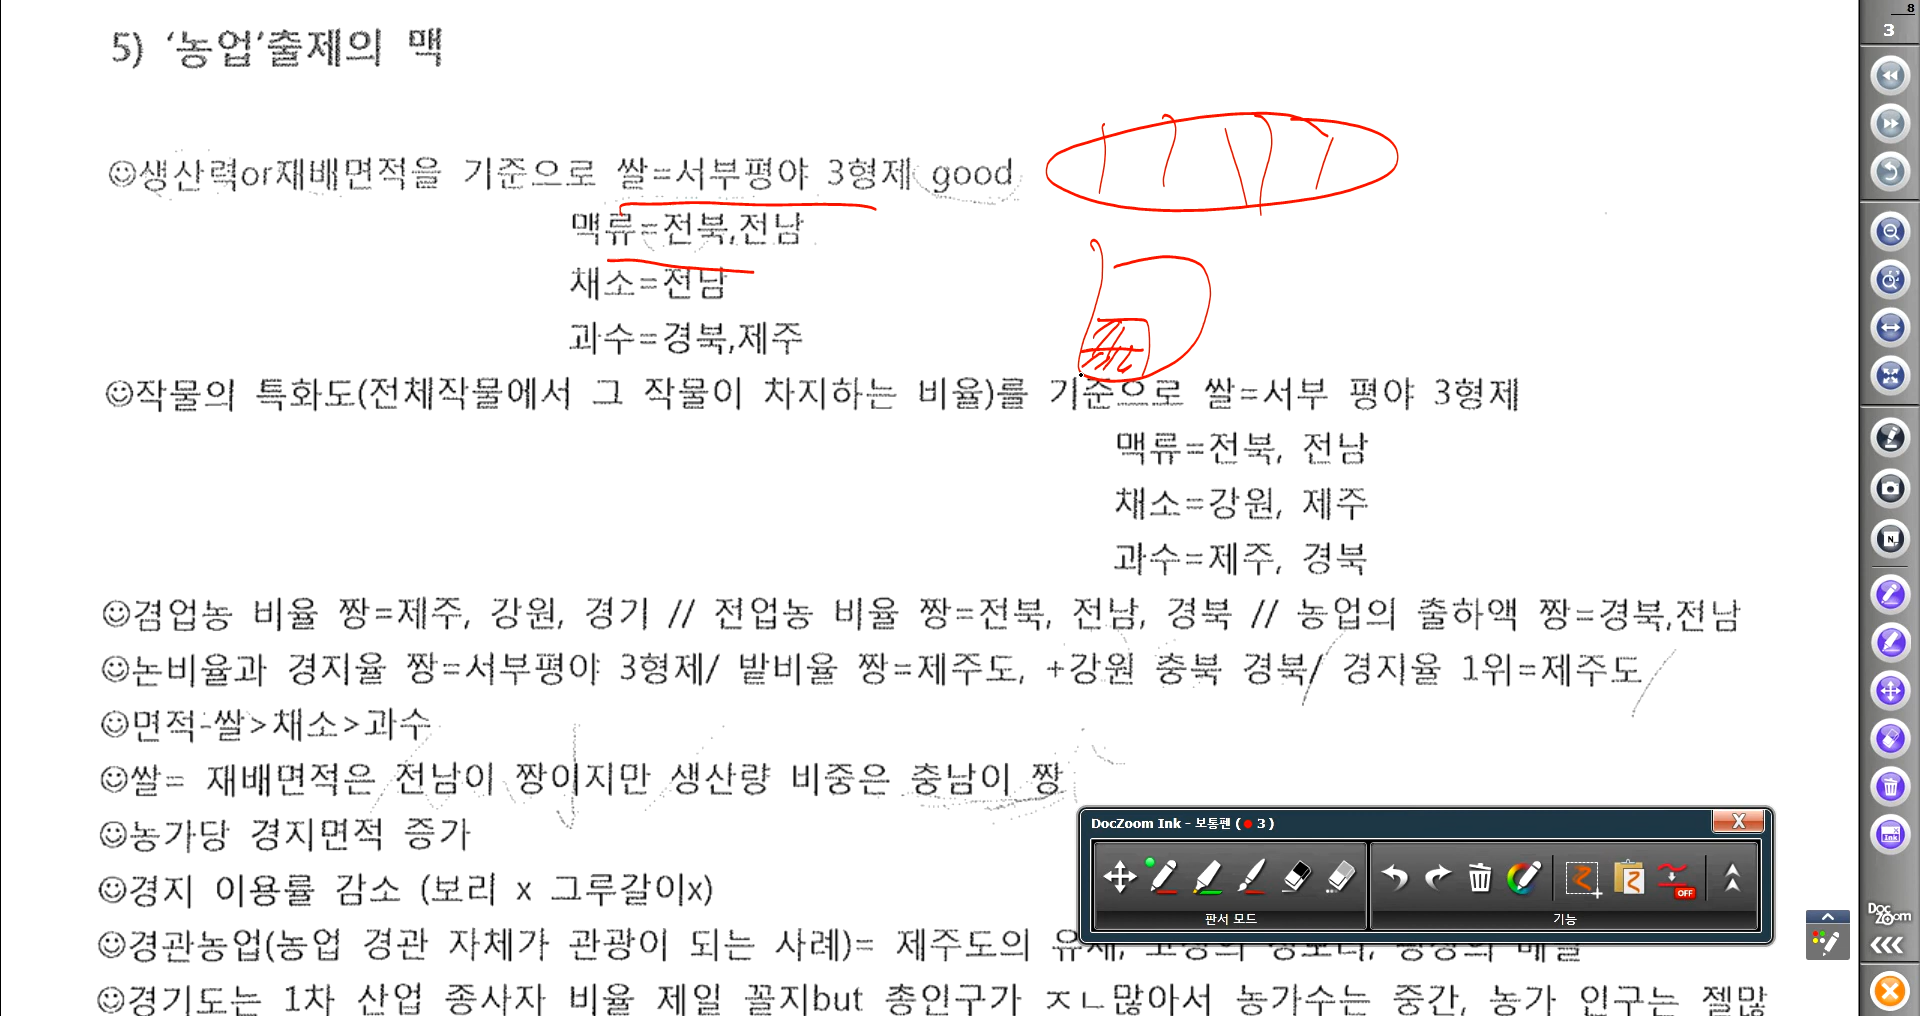 8
3
5) ‘농업’출제의 맥
☺생산력or재배면적을 기준으로 쌀=서부평야 3형제 good
맥류=전북,전남
채소=전남
과수=경북,제주
☺작물의 특화도(전체작물에서 그 작물이 차지하는 비율)를 기준으로 쌀=서부 평야 3형제
맥류=전북, 전남
채소=강원, 제주
과수=제주, 경북
☺겸업농 비율 짱=제주, 강원, 경기 // 전업농 비율 짱=전북, 전남, 경북 // 농업의 출하액 짱=경북,전남
☺논비율과 경지율 짱=서부평야 3형제/ 밭비율 짱=제주도, +강원 충북 경북/ 경지율 1위=제주도
☺면적-쌀>채소>과수
☺쌀= 재배면적은 전남이 짱이지만 생산량 비중은 충남이 짱
☺농가당 경지면적 증가
☺경지 이용률 감소 (보리 x 그루갈이x)
☺경관농업(농업 경관 자체가 관광이 되는 사례)= 제주도의
☺경기도는 1차 산업 종사자 비율 제일 꼴지but 총인구가 ㅈㄴ많아서 농가수는 중간, 농가 인구는 젤많
DocZoom Ink - 보통펜 ( 3 )
X
OFF
판서 모드
기능
N
Ink
Doc Zoom